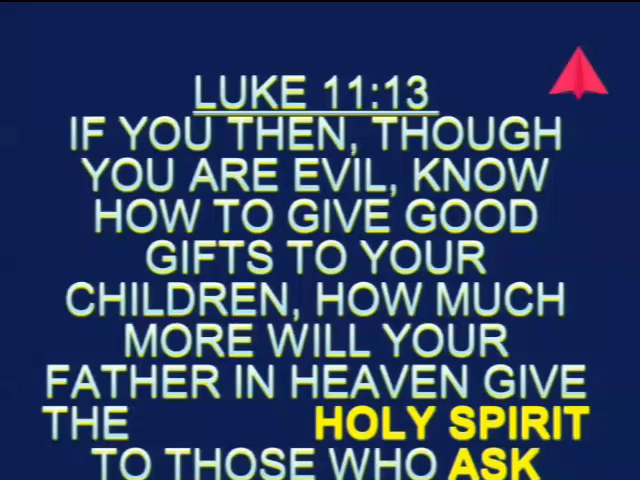 LUKE 11:13
IF YOU THEN, THOUGH
YOU ARE EVIL, KNOW
HOW TO GIVE GOOD
GIFTS TO YOUR
CHILDREN, HOW MUCH
MORE WILL YOUR
FATHER IN HEAVEN GIVE
THE HOLY SPIRIT
TO THOSE WHO ASK